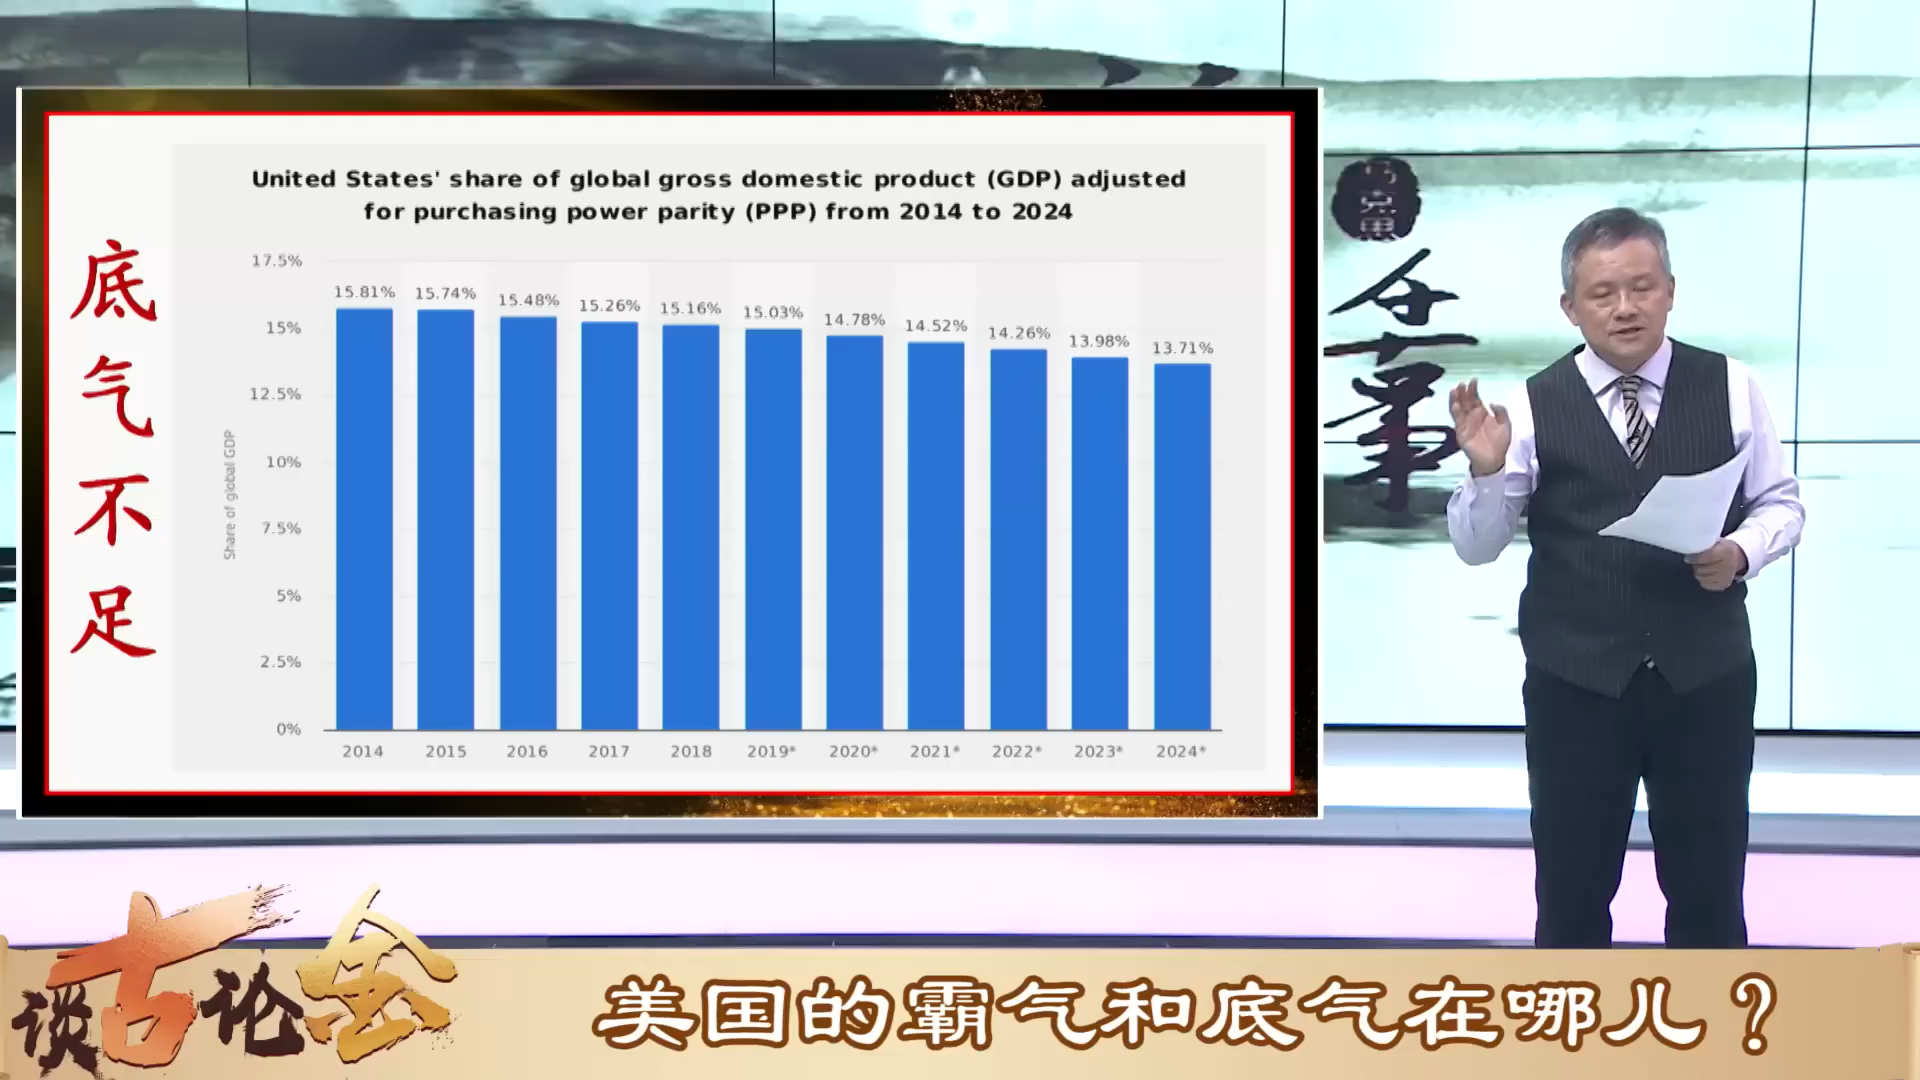 底气不足
United States' share of global gross domestic product (GDP) adjusted
for purchasing power parity (PPP) from 2014 to 2024
Share of global GDP
17.5%
15%
12.5%
10%
7.5%
5%
2.5%
0%
15.81% 15.74% 15.48% 15.26% 15.16% 15.03% 14.78% 14.52% 14.26% 13.98% 13.71%
2014 2015 2016 2017 2018 2019* 2020* 2021* 2022* 2023* 2024*
谈古论金
美国的霸气和底气在哪儿？